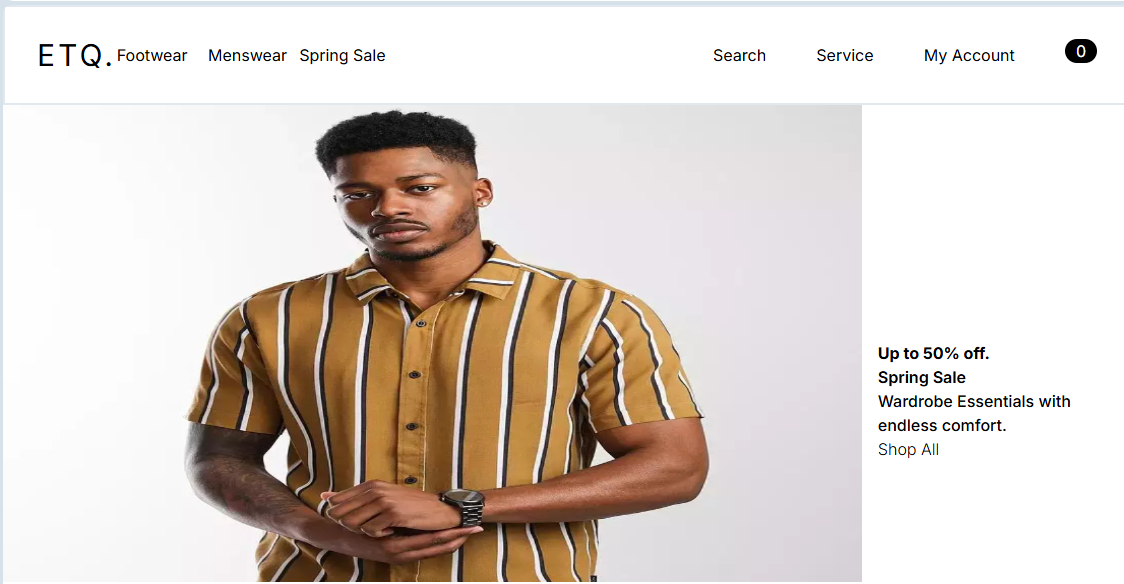 ETQ. Footwear Menswear Spring Sale Search Service My Account 0
Up to 50% off.
Spring Sale
Wardrobe Essentials with
endless comfort.
Shop All